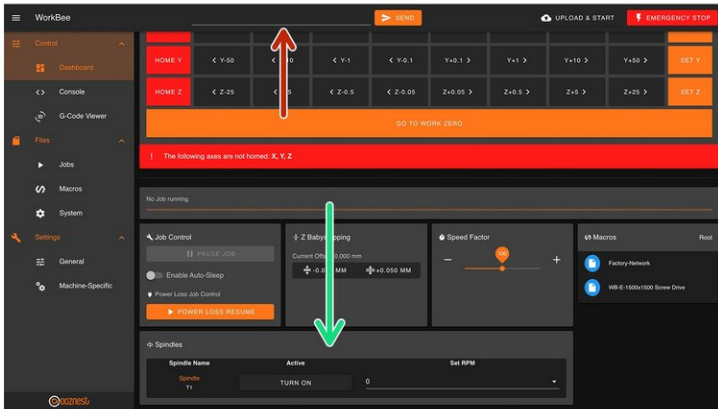 WorkBee
SEND
UPLOAD & START
EMERGENCY STOP
Control
Dashboard
Console
G-Code Viewer
Files
Jobs
Macros
System
Settings
General
Machine-Specific
ooznest
HOME Y < Y-50 < Y-1 < Y-0.1 Y+0.1 > Y+1 > Y+10 > Y+50 > SET Y
HOME Z < Z-25 < Z-0.5 < Z-0.05 Z+0.05 > Z+0.5 > Z+5 > Z+25 > SET Z
GO TO WORK ZERO
! The following axes are not homed: X, Y, Z
No Job running.
Job Control
PAUSE JOB
Enable Auto-Sleep
Power Loss Job Control
POWER LOSS RESUME
Current 0.000 mm
MM +0.050 MM
Speed Factor
100
− +
Macros Root
Factory-Network
WB-E-1500x1500 Screw Drive
Spindles
Spindle Name Active Set RPM
Spindle
T1
TURN ON
0